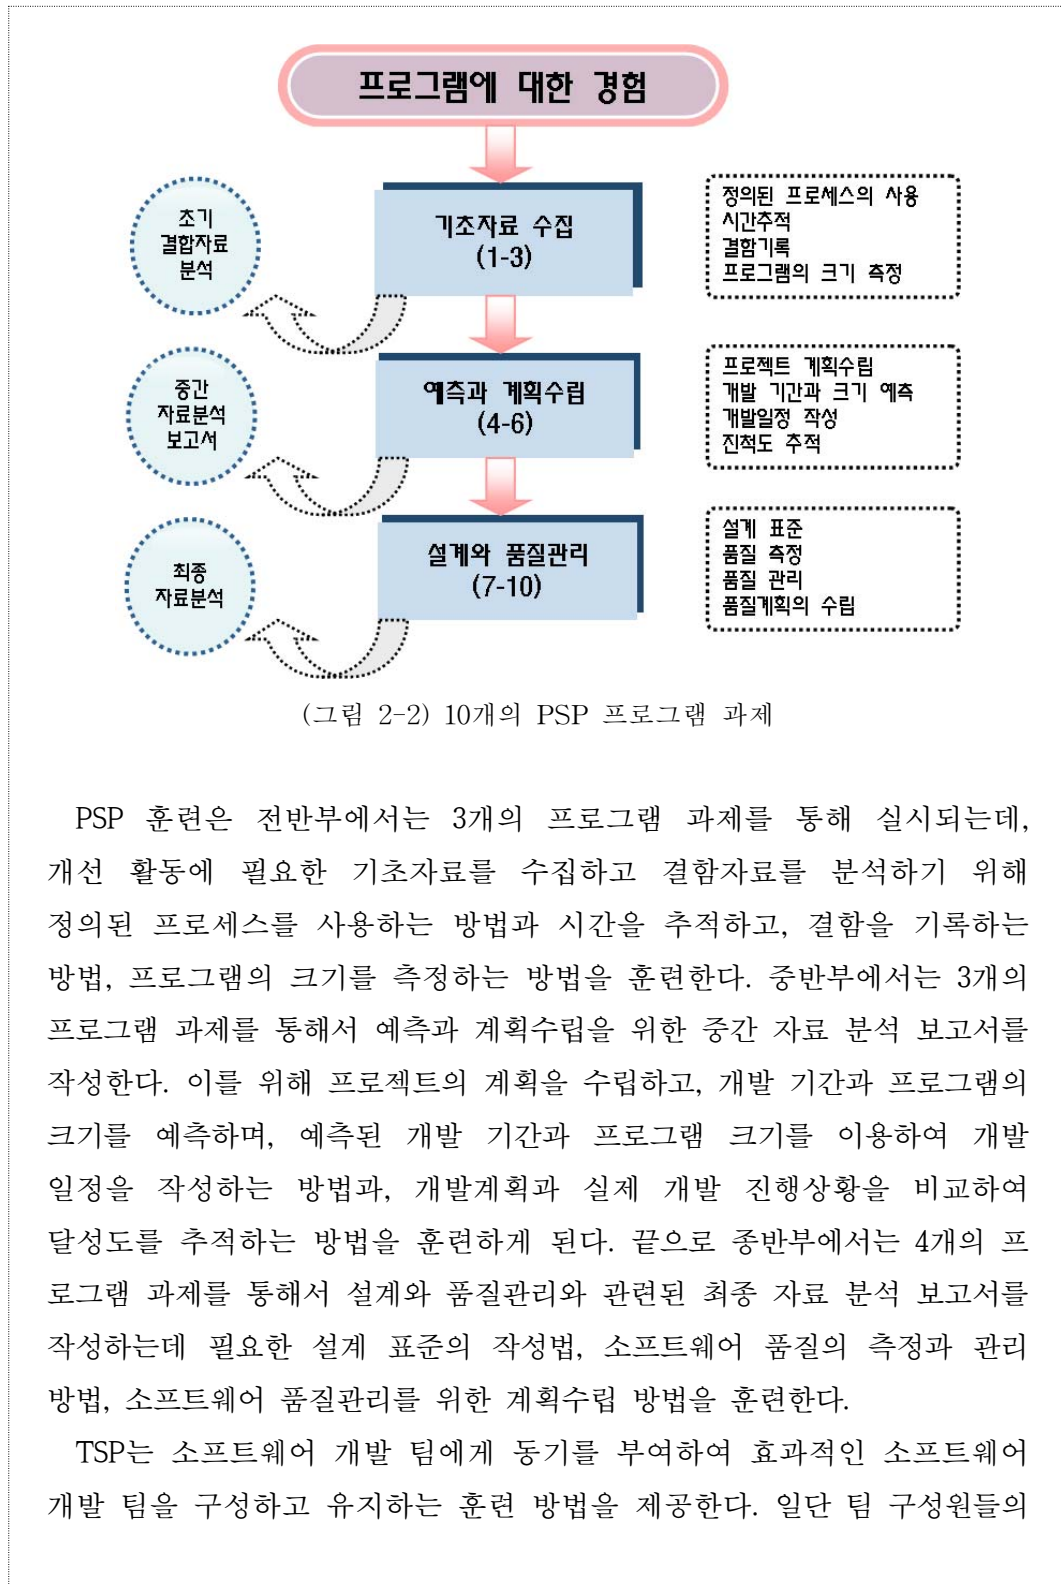 프로그램에 대한 경험
초기
결합자료
분석
기초자료 수집
(1-3)
정의된 프로세스의 사용
시간추적
결함기록
프로그램의 크기 측정
중간
자료분석
보고서
예측과 계획수립
(4-6)
프로젝트 계획수립
개발 기간과 크기 예측
개발일정 작성
진척도 추적
최종
자료분석
설계와 품질관리
(7-10)
설계 표준
품질 측정
품질 관리
품질계획의 수립
(그림 2-2) 10개의 PSP 프로그램 과제
PSP 훈련은 전반부에서는 3개의 프로그램 과제를 통해 실시되는데,
개선 활동에 필요한 기초자료를 수집하고 결함자료를 분석하기 위해
정의된 프로세스를 사용하는 방법과 시간을 추적하고, 결함을 기록하는
방법, 프로그램의 크기를 측정하는 방법을 훈련한다. 중반부에서는 3개의
프로그램 과제를 통해서 예측과 계획수립을 위한 중간 자료 분석 보고서를
작성한다. 이를 위해 프로젝트의 계획을 수립하고, 개발 기간과 프로그램의
크기를 예측하며, 예측된 개발 기간과 프로그램 크기를 이용하여 개발
일정을 작성하는 방법과, 개발계획과 실제 개발 진행상황을 비교하여
달성도를 추적하는 방법을 훈련하게 된다. 끝으로 종반부에서는 4개의 프
로그램 과제를 통해서 설계와 품질관리와 관련된 최종 자료 분석 보고서를
작성하는데 필요한 설계 표준의 작성법, 소프트웨어 품질의 측정과 관리
방법, 소프트웨어 품질관리를 위한 계획수립 방법을 훈련한다.
TSP는 소프트웨어 개발 팀에게 동기를 부여하여 효과적인 소프트웨어
개발 팀을 구성하고 유지하는 훈련 방법을 제공한다. 일단 팀 구성원들의